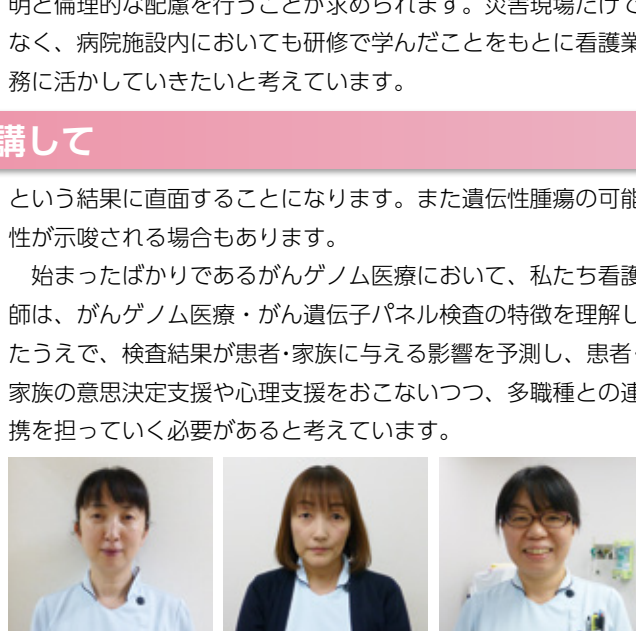 明と倫理的な配慮を行うことが求められます。災害現場だけで
なく、病院施設内においても研修で学んだことをもとに看護業
務に活かしていきたいと考えています。
講して
という結果に直面することになります。また遺伝性腫瘍の可能
性が示唆される場合もあります。
　始まったばかりであるがんゲノム医療において、私たち看護
師は、がんゲノム医療・がん遺伝子パネル検査の特徴を理解し
たうえで、検査結果が患者・家族に与える影響を予測し、患者・
家族の意思決定支援や心理支援をおこないつつ、多職種との連
携を担っていく必要があると考えています。